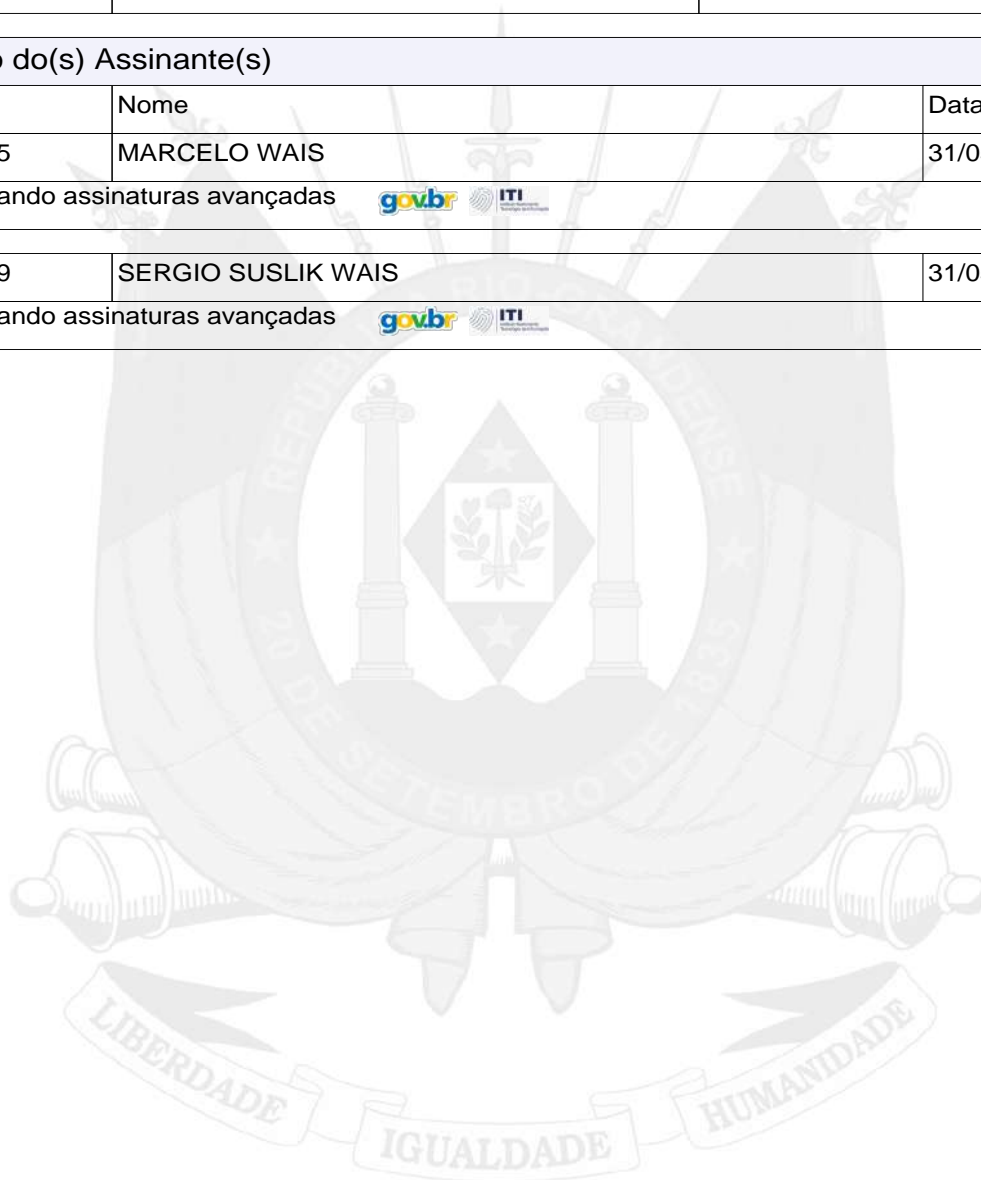 o do(s) Assinante(s)
Nome Data
5 MARCELO WAIS 31/0
ando assinaturas avançadas gov.br ITI
9 SERGIO SUSLIK WAIS 31/0
ando assinaturas avançadas gov.br ITI
REPÚBLICA RIO-GRANDENSE
20 DE SETEMBRO DE 1835
LIBERDADE IGUALDADE HUMANIDADE